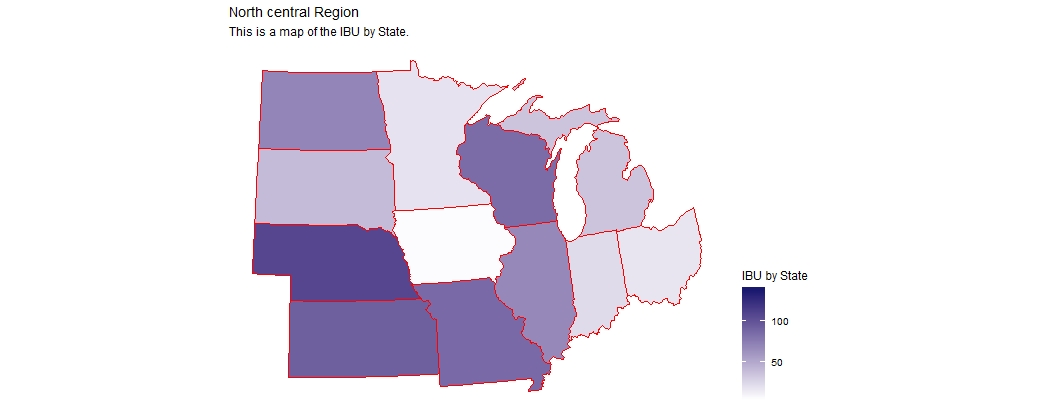 North central Region
This is a map of the IBU by State.
IBU by State
100
50